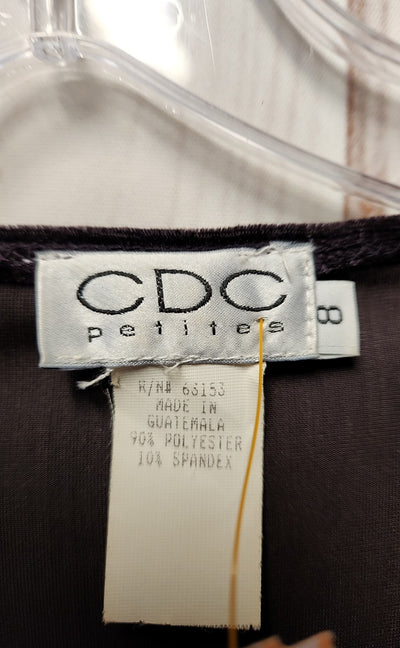 CDC
petites
8
R/N# 63153
MADE IN
GUATEMALA
90% POLYESTER
10% SPANDEX